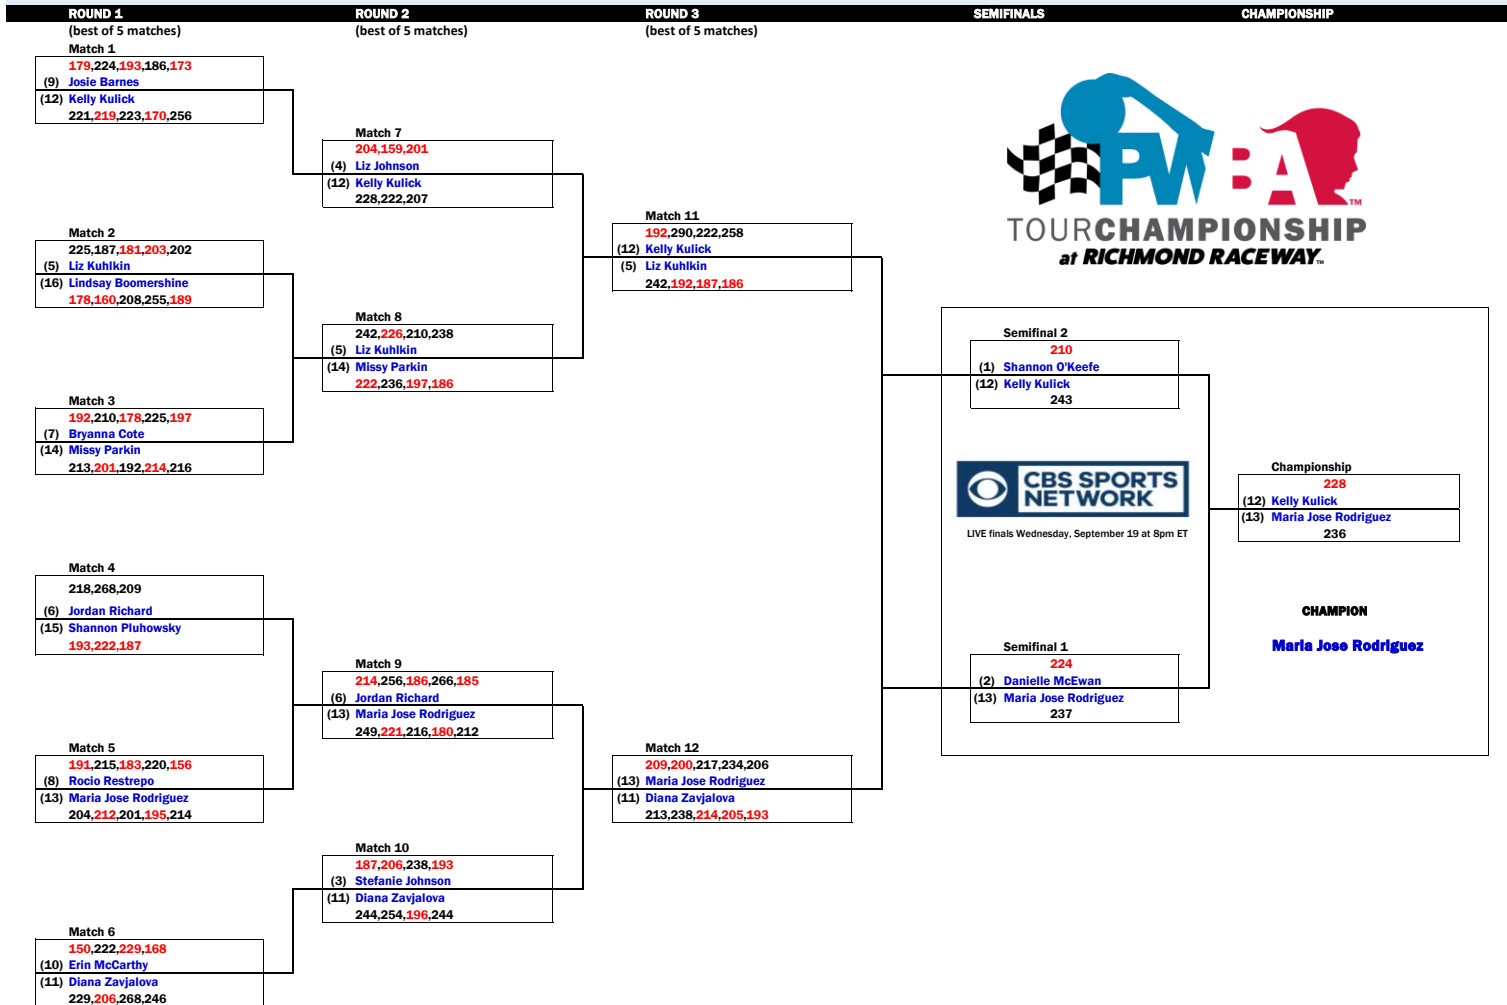 ROUND 1 ROUND 2 ROUND 3 SEMIFINALS CHAMPIONSHIP
(best of 5 matches) (best of 5 matches) (best of 5 matches)
Match 1
179,224,193,186,173
(9) Josie Barnes
(12) Kelly Kulick
221,219,223,170,256
Match 2
225,187,181,203,202
(5) Liz Kuhlkin
(16) Lindsay Boomershine
178,160,208,255,189
Match 3
192,210,178,225,197
(7) Bryanna Cote
(14) Missy Parkin
213,201,192,214,216
Match 4
218,268,209
(6) Jordan Richard
(15) Shannon Pluhowsky
193,222,187
Match 5
191,215,183,220,156
(8) Rocio Restrepo
(13) Maria Jose Rodriguez
204,212,201,195,214
Match 6
150,222,229,168
(10) Erin McCarthy
(11) Diana Zavjalova
229,206,268,246
Match 7
204,159,201
(4) Liz Johnson
(12) Kelly Kulick
228,222,207
Match 8
242,226,210,238
(5) Liz Kuhlkin
(14) Missy Parkin
222,236,197,186
Match 9
214,256,186,266,185
(6) Jordan Richard
(13) Maria Jose Rodriguez
249,221,216,180,212
Match 10
187,206,238,193
(3) Stefanie Johnson
(11) Diana Zavjalova
244,254,196,244
Match 11
192,290,222,258
(12) Kelly Kulick
(5) Liz Kuhlkin
242,192,187,186
Match 12
209,200,217,234,206
(13) Maria Jose Rodriguez
(11) Diana Zavjalova
213,238,214,205,193
PWBA TM
TOURCHAMPIONSHIP
at RICHMOND RACEWAY™
Semifinal 2
210
(1) Shannon O'Keefe
(12) Kelly Kulick
243
CBS SPORTS
NETWORK
LIVE finals Wednesday, September 19 at 8pm ET
Semifinal 1
224
(2) Danielle McEwan
(13) Maria Jose Rodriguez
237
Championship
228
(12) Kelly Kulick
(13) Maria Jose Rodriguez
236
CHAMPION
Maria Jose Rodriguez